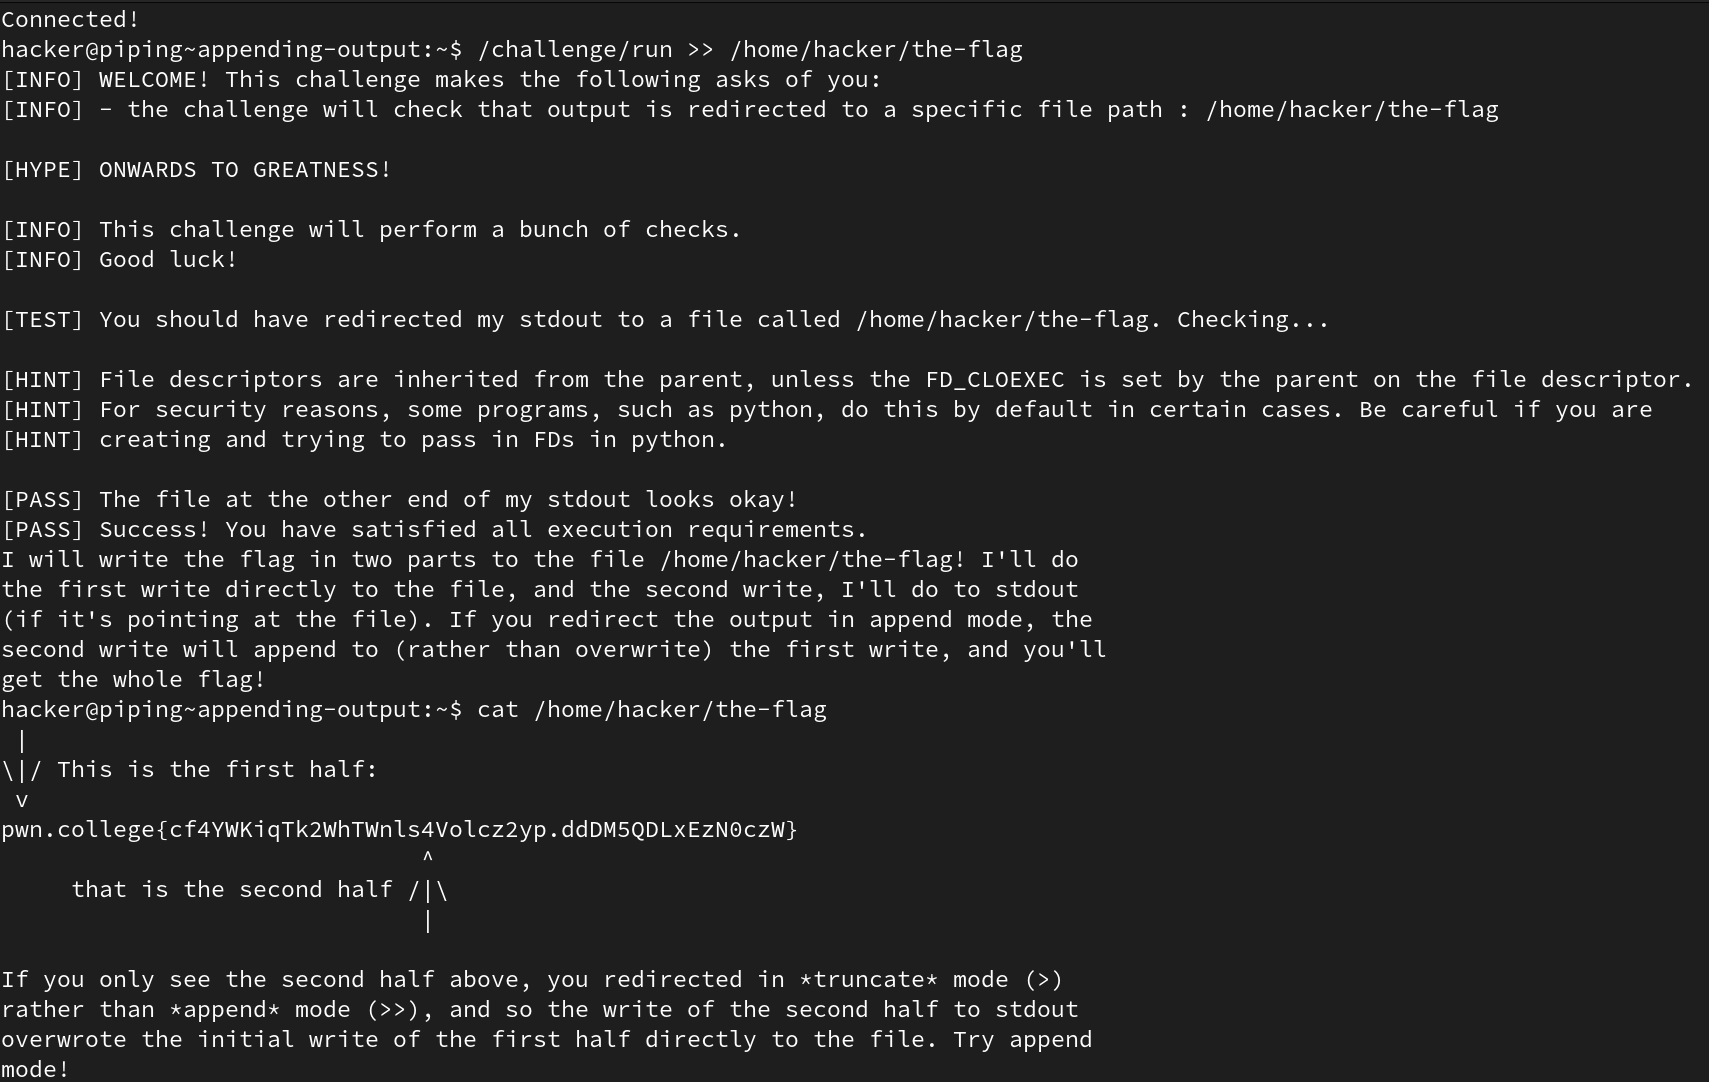 Connected!
hacker@piping~appending-output:~$ /challenge/run >> /home/hacker/the-flag
[INFO] WELCOME! This challenge makes the following asks of you:
[INFO] - the challenge will check that output is redirected to a specific file path : /home/hacker/the-flag

[HYPE] ONWARDS TO GREATNESS!

[INFO] This challenge will perform a bunch of checks.
[INFO] Good luck!

[TEST] You should have redirected my stdout to a file called /home/hacker/the-flag. Checking...

[HINT] File descriptors are inherited from the parent, unless the FD_CLOEXEC is set by the parent on the file descriptor.
[HINT] For security reasons, some programs, such as python, do this by default in certain cases. Be careful if you are
[HINT] creating and trying to pass in FDs in python.

[PASS] The file at the other end of my stdout looks okay!
[PASS] Success! You have satisfied all execution requirements.
I will write the flag in two parts to the file /home/hacker/the-flag! I'll do
the first write directly to the file, and the second write, I'll do to stdout
(if it's pointing at the file). If you redirect the output in append mode, the
second write will append to (rather than overwrite) the first write, and you'll
get the whole flag!
hacker@piping~appending-output:~$ cat /home/hacker/the-flag
 |
\|/ This is the first half:
 v
pwn.college{cf4YWKiqTk2WhTWnls4Volcz2yp.ddDM5QDLxEzN0czW}
                              ^
     that is the second half /|\
                              |

If you only see the second half above, you redirected in *truncate* mode (>)
rather than *append* mode (>>), and so the write of the second half to stdout
overwrote the initial write of the first half directly to the file. Try append
mode!